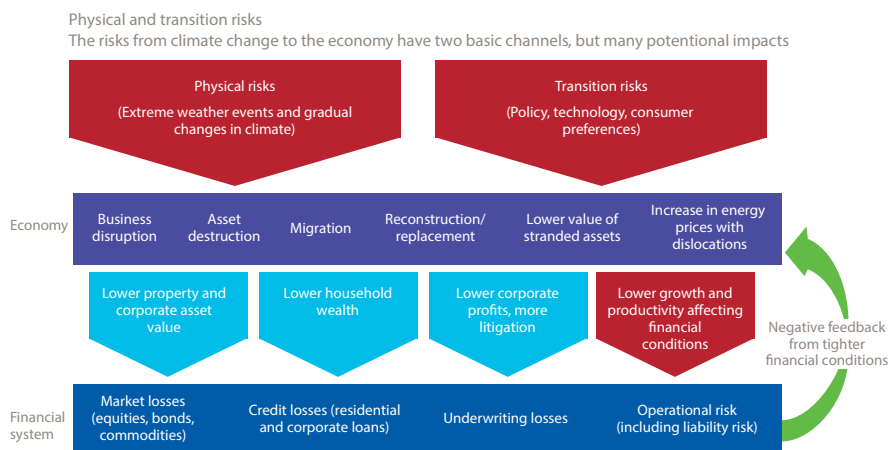 Physical and transition risks
The risks from climate change to the economy have two basic channels, but many potential impacts
Physical risks
(Extreme weather events and gradual
changes in climate)
Transition risks
(Policy, technology, consumer
preferences)
Economy
Business
disruption
Asset
destruction
Migration
Reconstruction/
replacement
Lower value of
stranded assets
Increase in energy
prices with
dislocations
Lower property and
corporate asset
value
Lower household
wealth
Lower corporate
profits, more
litigation
Lower growth and
productivity affecting
financial
conditions
Negative feedback
from tighter
financial conditions
Financial
system
Market losses
(equities, bonds,
commodities)
Credit losses (residential
and corporate loans)
Underwriting losses
Operational risk
(including liability risk)